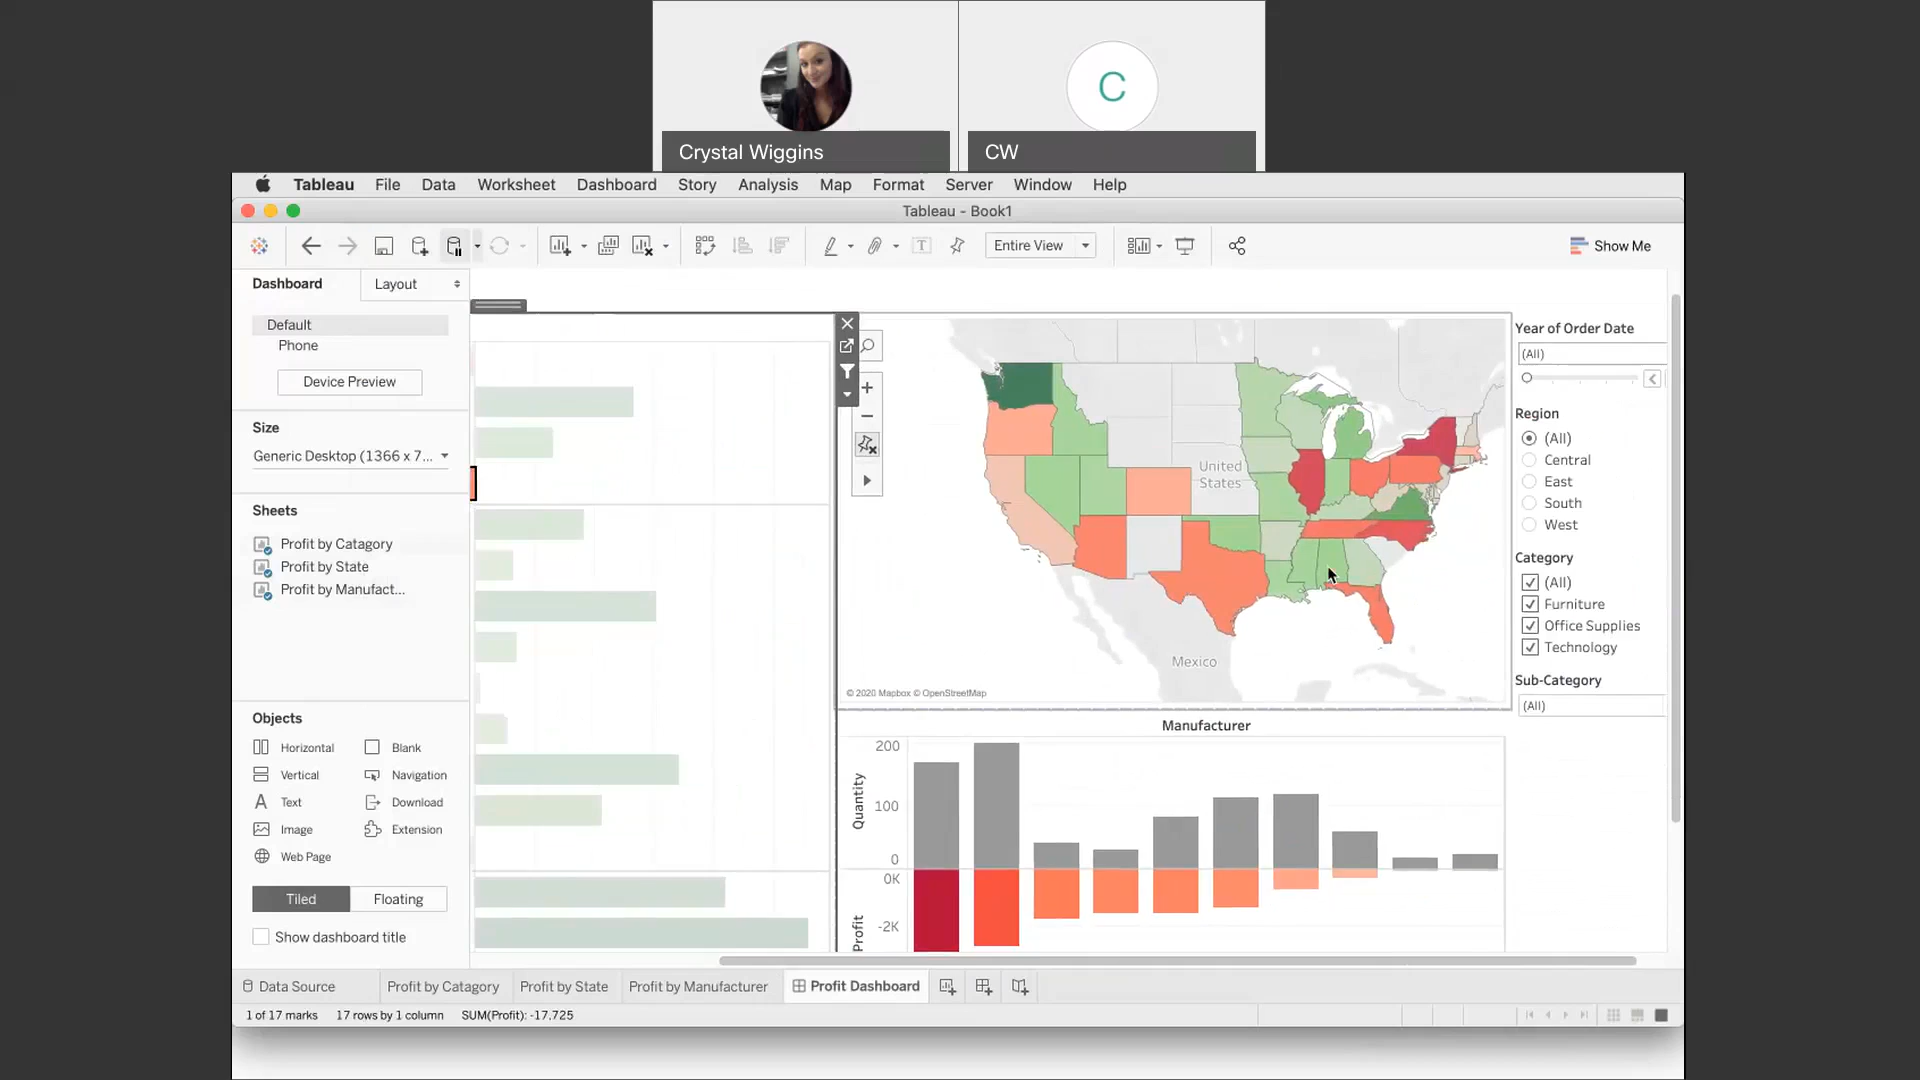 C
Crystal Wiggins
CW
Tableau File Data Worksheet Dashboard Story Analysis Map Format Server Window Help
Tableau - Book1
Entire View
Show Me
Dashboard
Layout
Default
Phone
Device Preview
Size
Generic Desktop (1366 x 7...
Sheets
Profit by Catagory
Profit by State
Profit by Manufact...
Objects
Horizontal
Blank
Vertical
Navigation
A Text
Download
Image
Extension
Web Page
Tiled
Floating
Show dashboard title
United
States
Mexico
© 2020 Mapbox © OpenStreetMap
Year of Order Date
(All)
Region
(All)
Central
East
South
West
Category
(All)
Furniture
Office Supplies
Technology
Sub-Category
(All)
Manufacturer
Quantity
200
100
0
Profit
0K
-2K
Data Source
Profit by Catagory
Profit by State
Profit by Manufacturer
Profit Dashboard
1 of 17 marks
17 rows by 1 column
SUM(Profit): -17,725